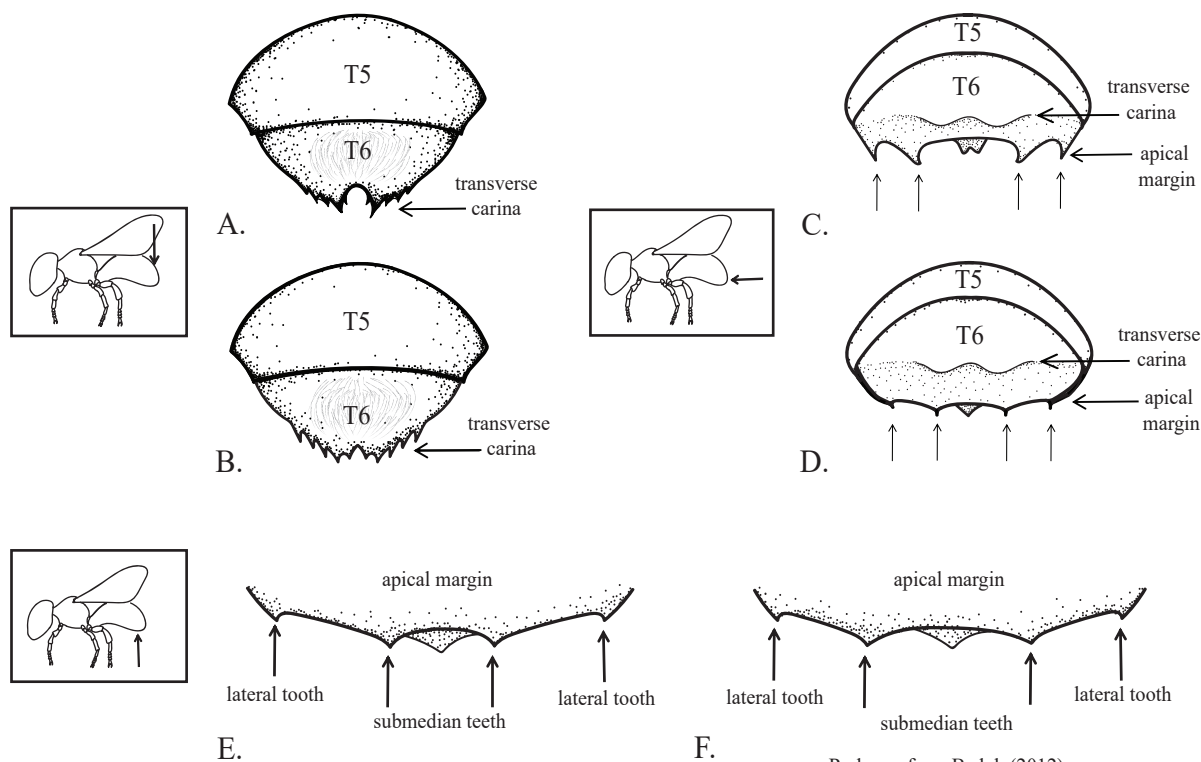 T5
T6
transverse
carina
A.
T5
T6
transverse
carina
apical
margin
C.
T5
T6
transverse
carina
B.
T5
T6
transverse
carina
apical
margin
D.
apical margin
lateral tooth
submedian teeth
lateral tooth
E.
apical margin
lateral tooth
submedian teeth
lateral tooth
F.